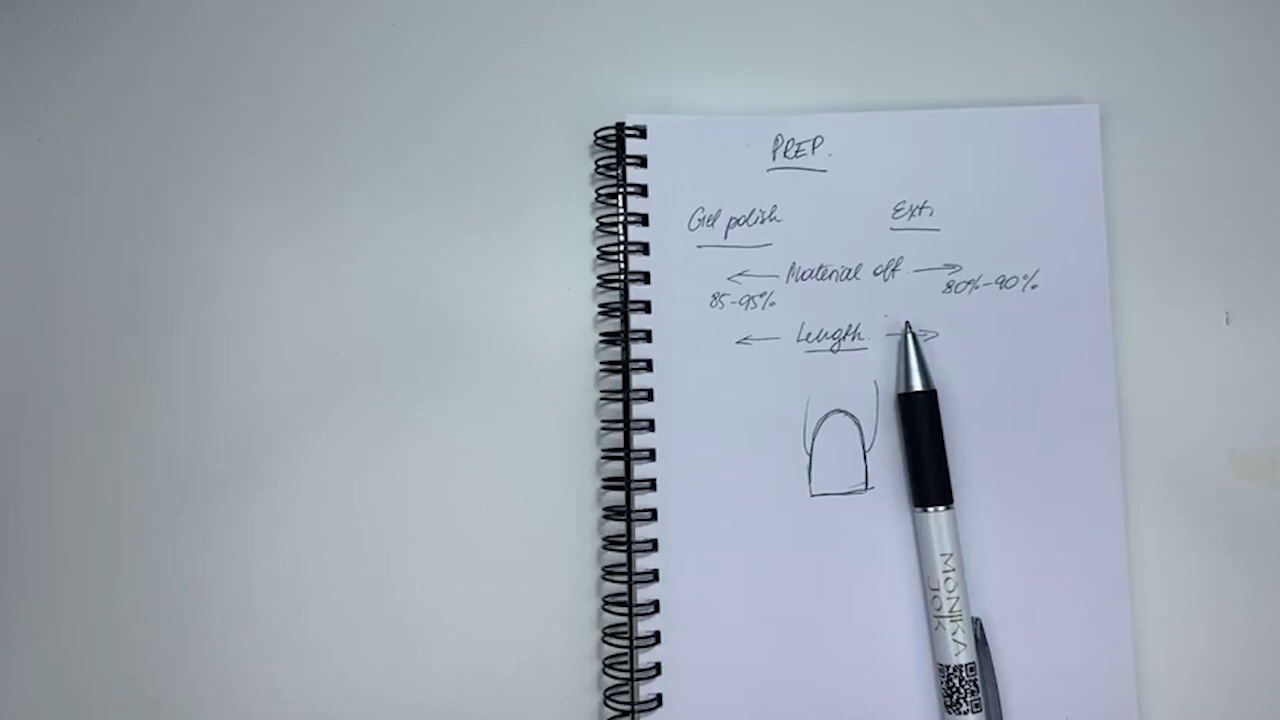 PREP.
Gel polish Ext.
← Material off →
85-95% 80%-90%
← Length. →
MONIKA
JOK